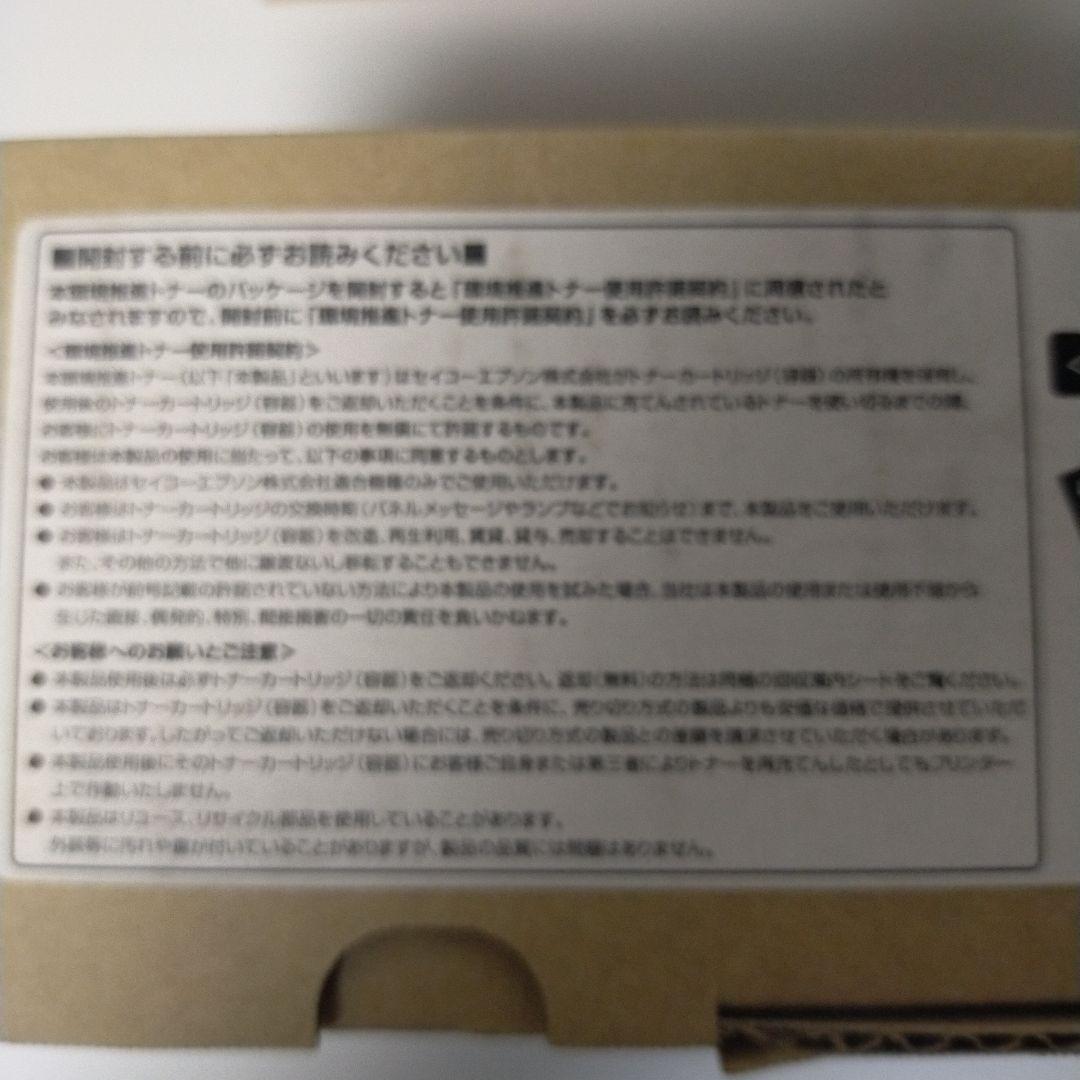 ■開封する前に必ずお読みください■
本環境推進トナーのパッケージを開封すると「環境推進トナー使用許諾契約」に同意されたと
みなされますので、開封前に「環境推進トナー使用許諾契約」を必ずお読みください。
＜環境推進トナー使用許諾契約＞
本環境推進トナー（以下「本製品」といいます）はセイコーエプソン株式会社がトナーカートリッジ（容器）の所有権を保有し、
使用後のトナーカートリッジ（容器）をご返却いただくことを条件に、本製品に充てんされているトナーを使い切るまでの間、
お客様にトナーカートリッジ（容器）の使用を無償にて許諾するものです。
お客様は本製品の使用に当たって、以下の事項に同意するものとします。
● 本製品はセイコーエプソン株式会社適合機種のみでご使用いただけます。
● お客様はトナーカートリッジの交換時期（パネルメッセージやランプなどでお知らせ）まで、本製品をご使用いただけます。
● お客様はトナーカートリッジ（容器）を改造、再生利用、賃貸、貸与、売却することはできません。
また、その他の方法で他に譲渡ないし移転することもできません。
● お客様が前号記載の許諾されていない方法により本製品の使用を試みた場合、当社は本製品の使用または使用不能から
生じた直接、偶発的、特別、間接損害の一切の責任を負いかねます。
＜お客様へのお願いとご注意＞
● 本製品使用後は必ずトナーカートリッジ（容器）をご返却ください。返却（無料）の方法は同梱の回収案内シートをご覧ください。
● 本製品はトナーカートリッジ（容器）をご返却いただくことを条件に、売り切り方式の製品よりも安価な価格で提供させていただ
いております。したがってご返却いただけない場合には、売り切り方式の製品との差額を請求させていただく場合があります。
● 本製品使用後にそのトナーカートリッジ（容器）にお客様ご自身または第三者によりトナーを再充てんしたとしてもプリンター
上で作動いたしません。
● 本製品はリユース、リサイクル部品を使用していることがあります。
外装等に汚れや傷が付いていることがありますが、製品の品質には問題はありません。